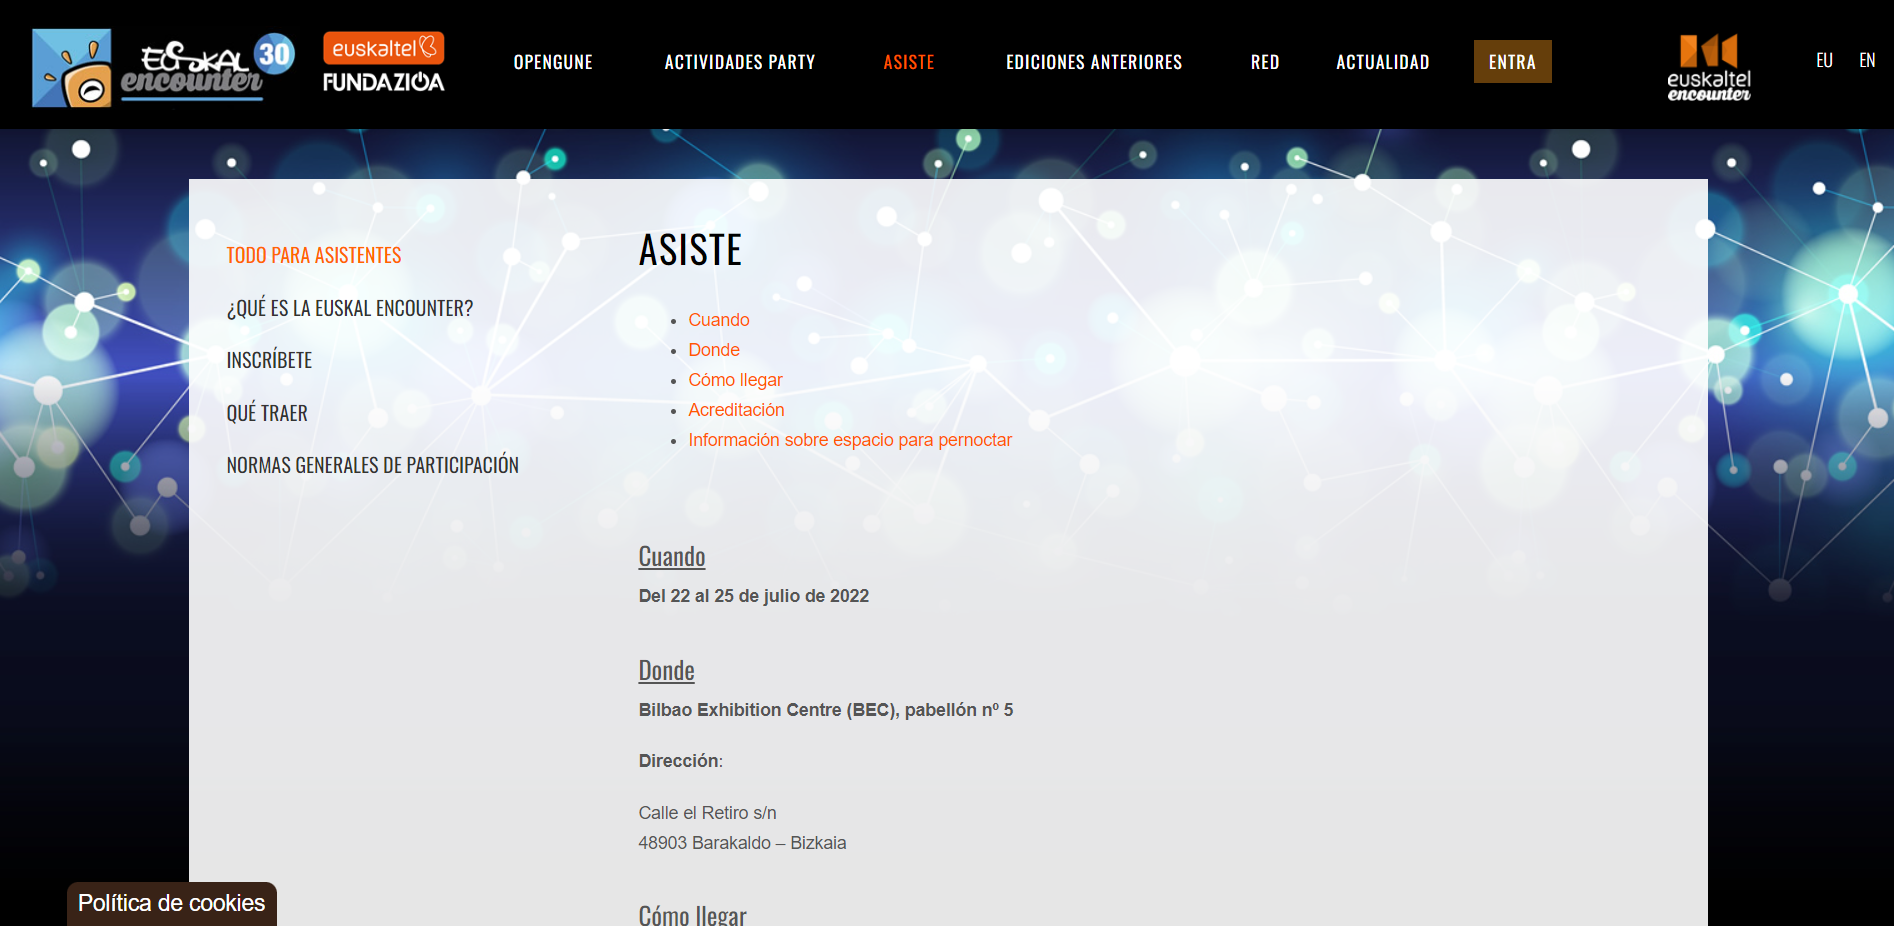 EUSKAL
encounter
30
euskaltel
FUNDAZIOA
OPENGUNE
ACTIVIDADES PARTY
ASISTE
EDICIONES ANTERIORES
RED
ACTUALIDAD
ENTRA
euskaltel
encounter
EU
EN
TODO PARA ASISTENTES
¿QUÉ ES LA EUSKAL ENCOUNTER?
INSCRÍBETE
QUÉ TRAER
NORMAS GENERALES DE PARTICIPACIÓN
ASISTE
Cuando
Donde
Cómo llegar
Acreditación
Información sobre espacio para pernoctar
Cuando
Del 22 al 25 de julio de 2022
Donde
Bilbao Exhibition Centre (BEC), pabellón nº 5
Dirección:
Calle el Retiro s/n
48903 Barakaldo – Bizkaia
Cómo llegar
Política de cookies